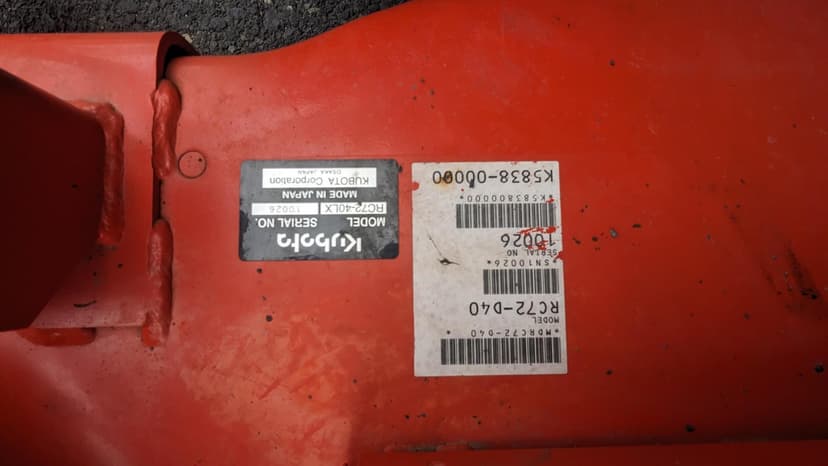 Kubota
MODEL SERIAL NO.
RC72-40LX 10026
MADE IN JAPAN
KUBOTA Corporation
OSAKA JAPAN
*MDRC72-D40*
MODEL
RC72-D40
*SN10026*
SERIAL NO
10026
*K583800000*
K5838-00000